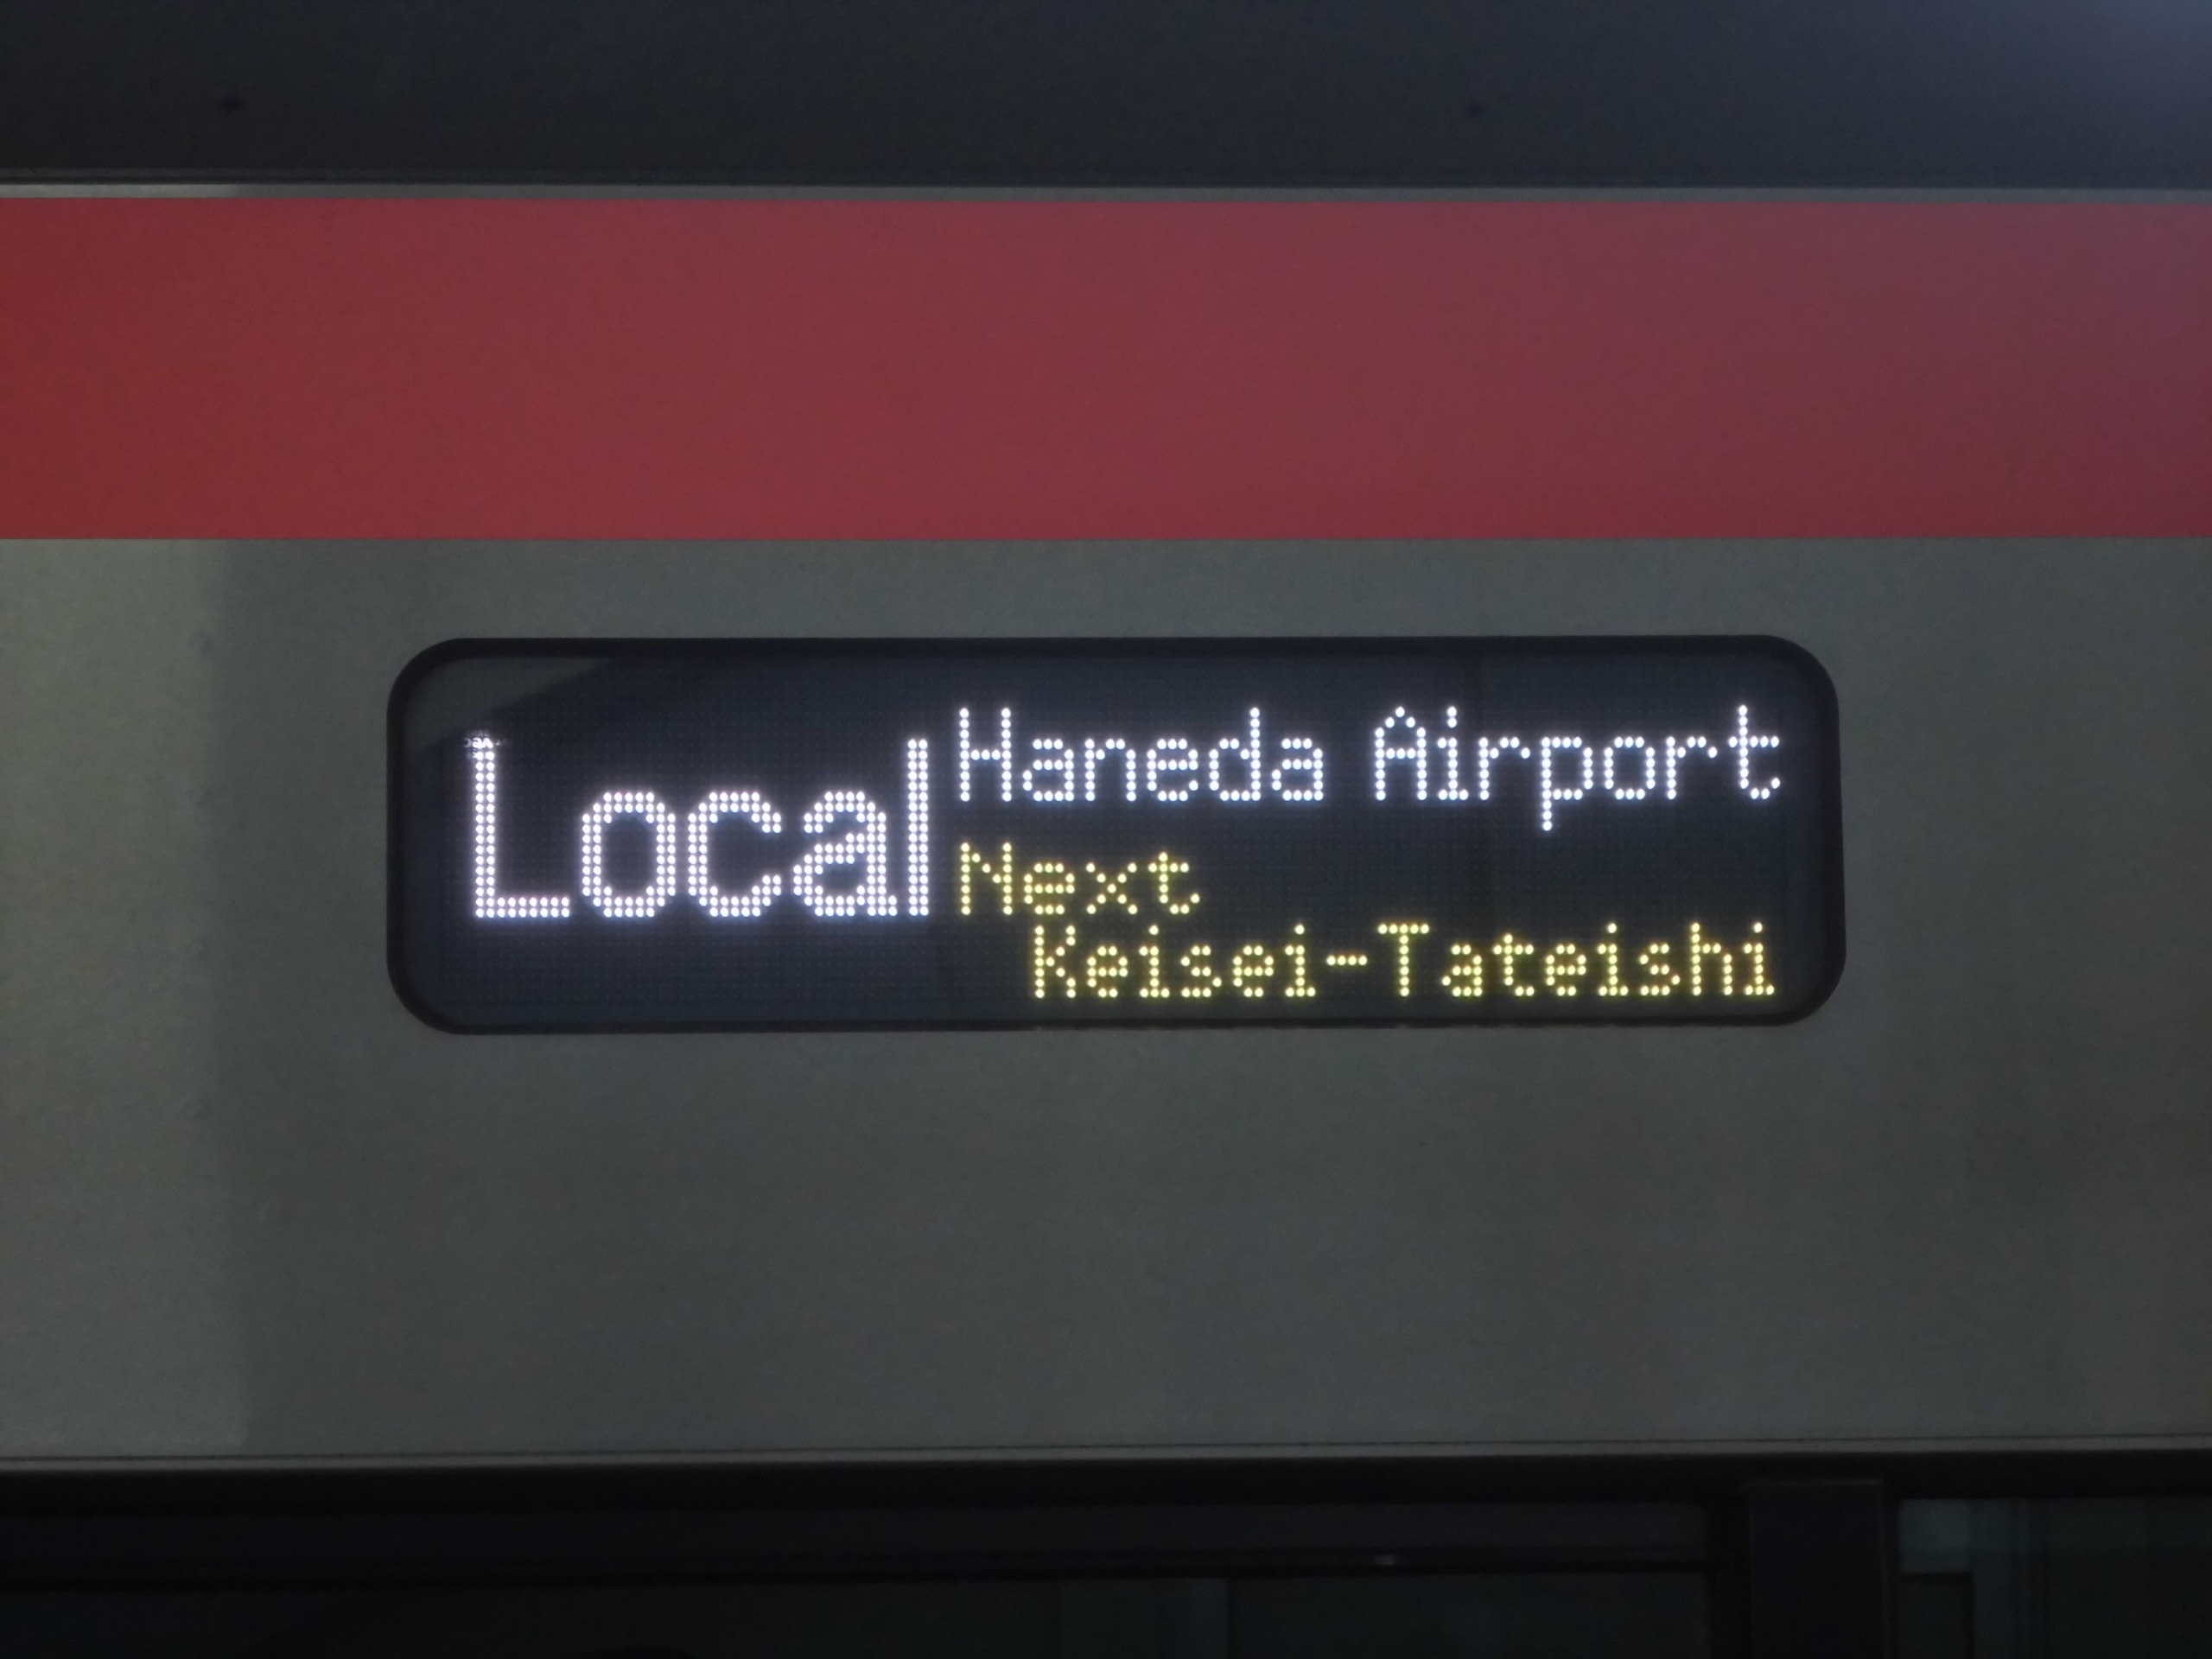 Local
Haneda Airport
Next
Keisei-Tateishi